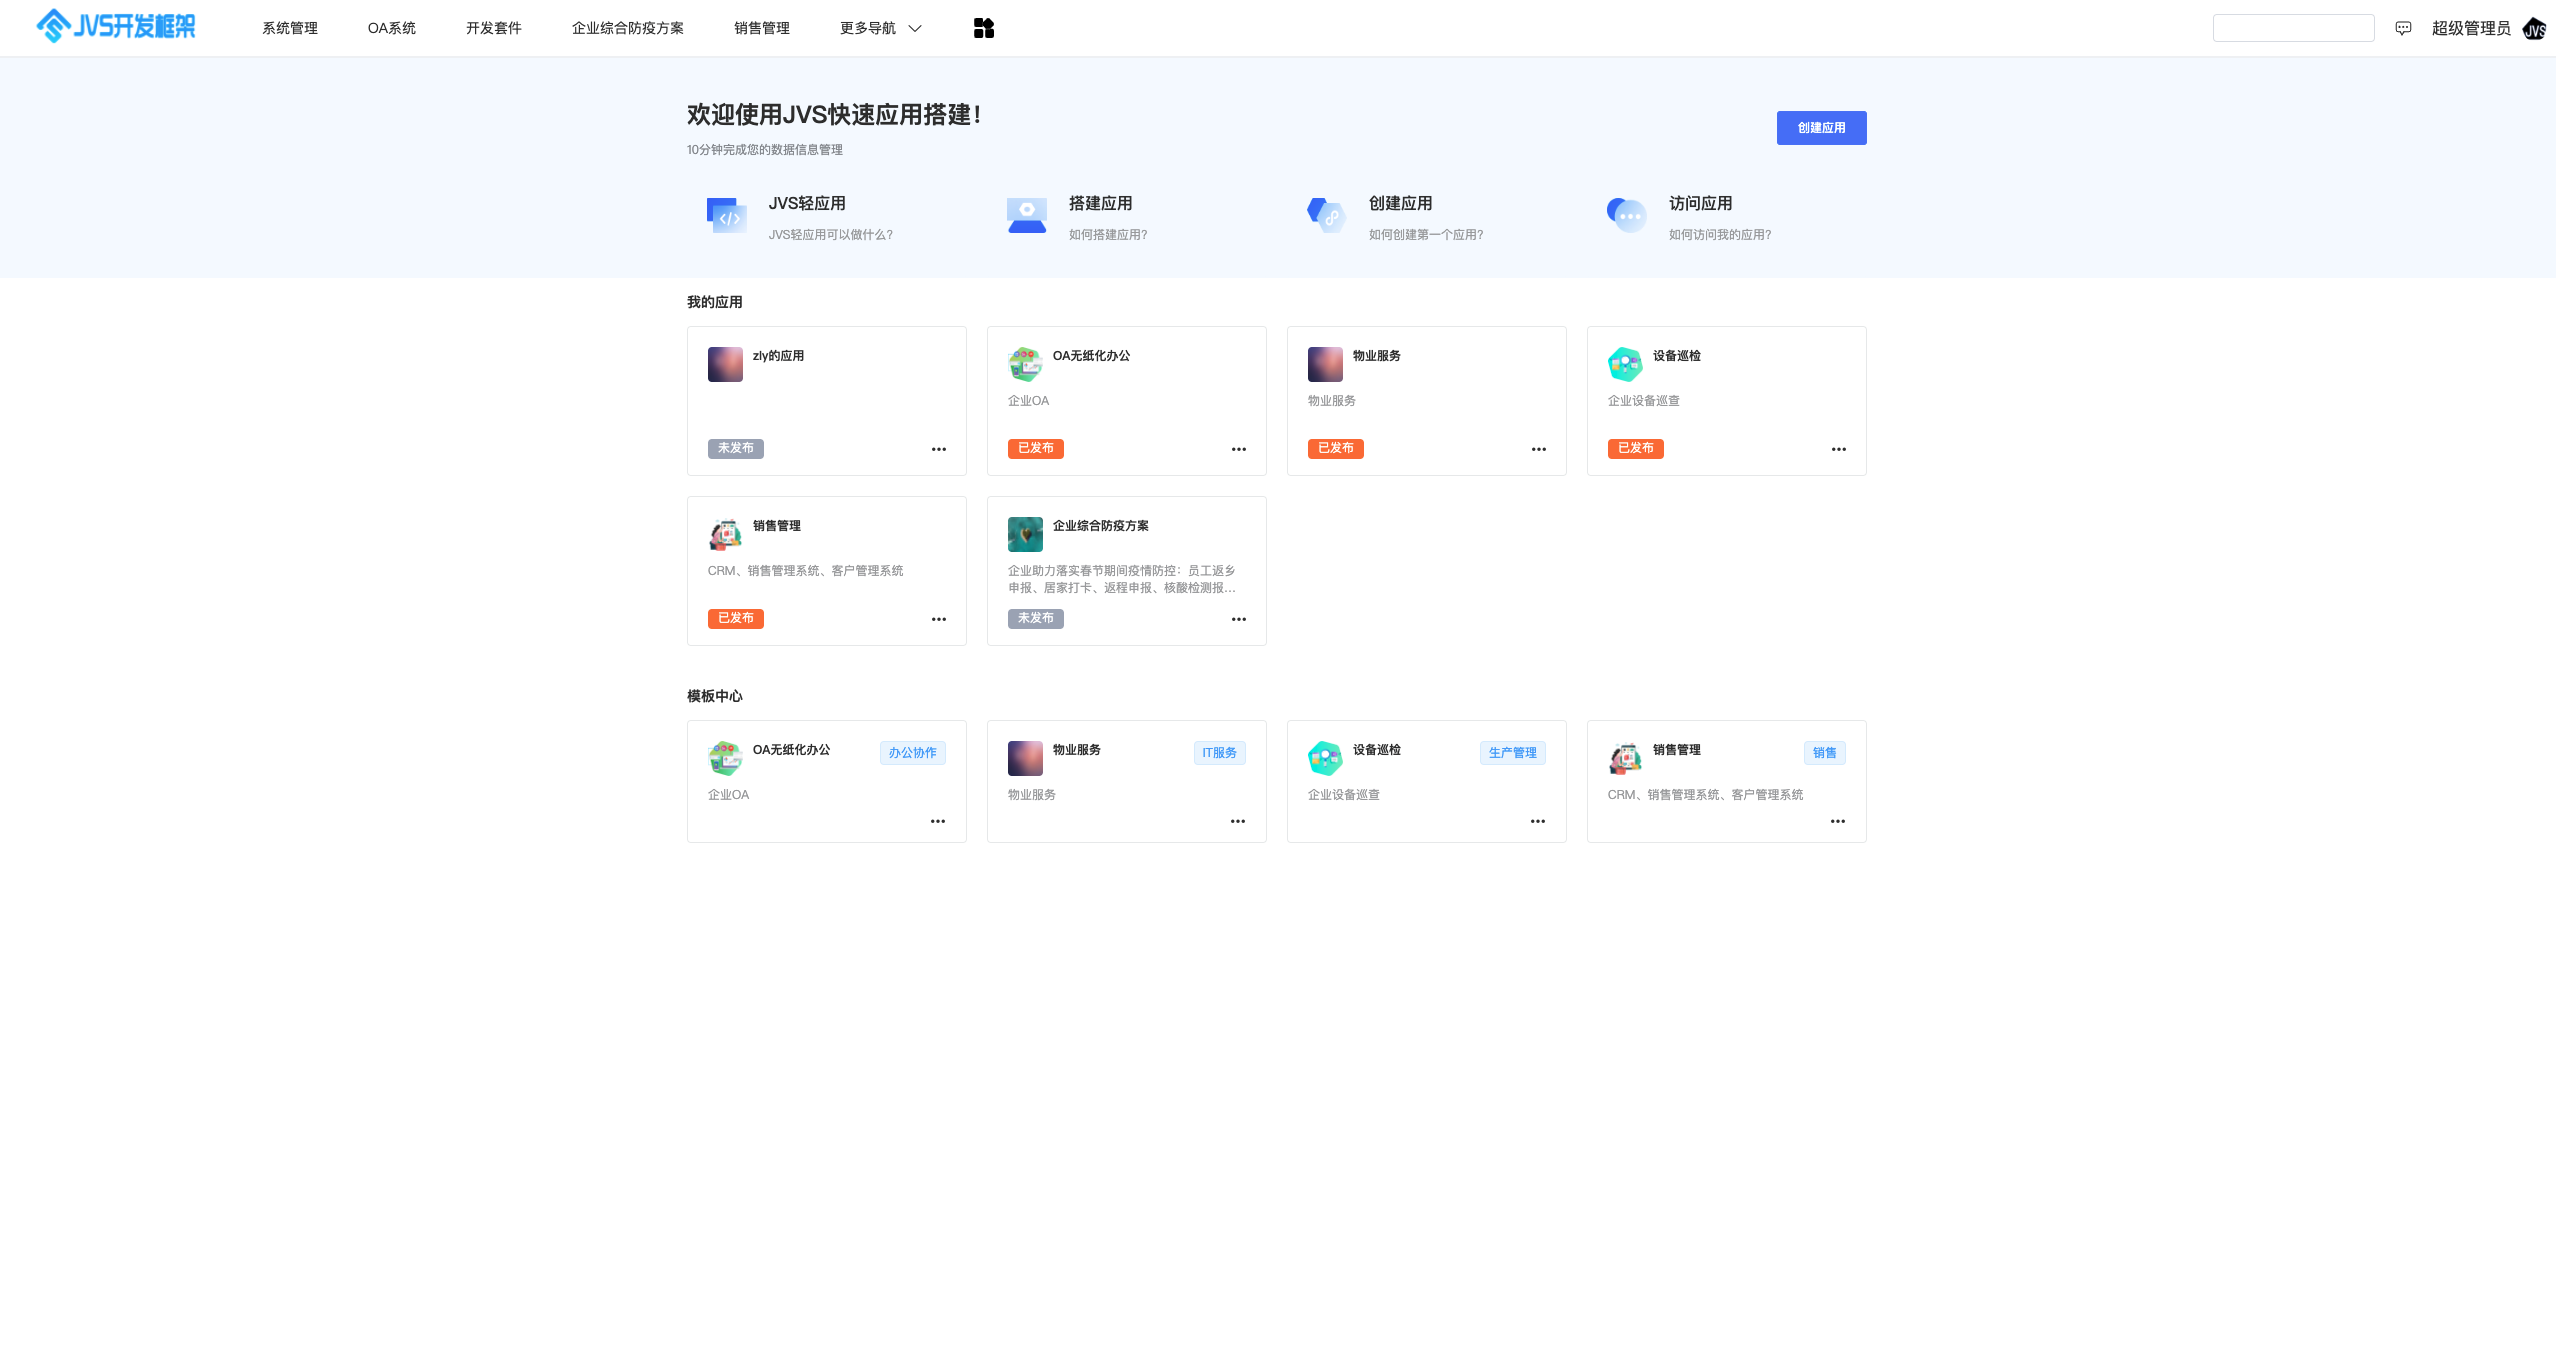 JVS开发框架
系统管理
OA系统
开发套件
企业综合防疫方案
销售管理
更多导航
超级管理员
JVS
欢迎使用JVS快速应用搭建！
10分钟完成您的数据信息管理
创建应用
JVS轻应用
JVS轻应用可以做什么？
搭建应用
如何搭建应用？
创建应用
如何创建第一个应用？
访问应用
如何访问我的应用？
我的应用
zly的应用
未发布
OA无纸化办公
企业OA
已发布
物业服务
物业服务
已发布
设备巡检
企业设备巡查
已发布
销售管理
CRM、销售管理系统、客户管理系统
已发布
企业综合防疫方案
企业助力落实春节期间疫情防控：员工返乡
申报、居家打卡、返程申报、核酸检测报...
未发布
模板中心
OA无纸化办公
办公协作
企业OA
物业服务
IT服务
物业服务
设备巡检
生产管理
企业设备巡查
销售管理
销售
CRM、销售管理系统、客户管理系统